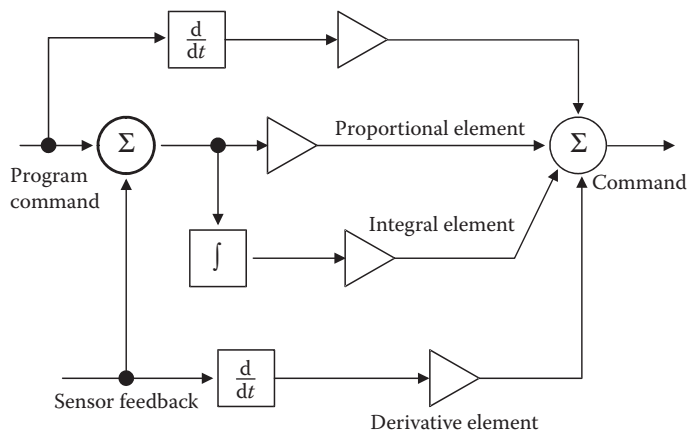 d
dt
Σ
Proportional element
Σ
Program
command
Command
Integral element
∫
d
dt
Sensor feedback
Derivative element